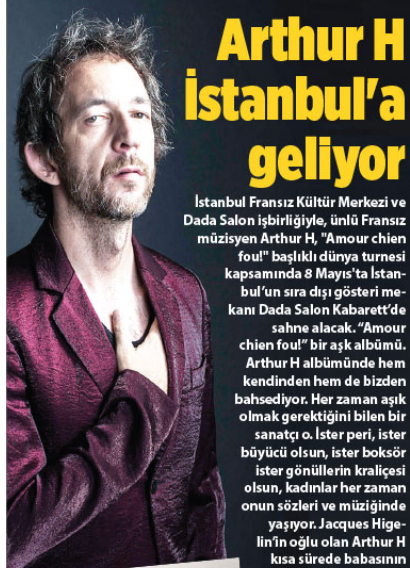 Arthur H
İstanbul'a
geliyor
İstanbul Fransız Kültür Merkezi ve
Dada Salon işbirliğiyle, ünlü Fransız
müzisyen Arthur H, "Amour chien
fou!" başlıklı dünya turnesi
kapsamında 8 Mayıs'ta İstan-
bul’un sıra dışı gösteri me-
kanı Dada Salon Kabarett’de
sahne alacak. “Amour
chien fou!” bir aşk albümü.
Arthur H albümünde hem
kendinden hem de bizden
bahsediyor. Her zaman aşık
olmak gerektiğini bilen bir
sanatçı o. İster peri, ister
büyücü olsun, ister boksör
ister gönüllerin kraliçesi
olsun, kadınlar her zaman
onun sözleri ve müziğinde
yaşıyor. Jacques Hige-
lin’in oğlu olan Arthur H
kısa sürede babasının